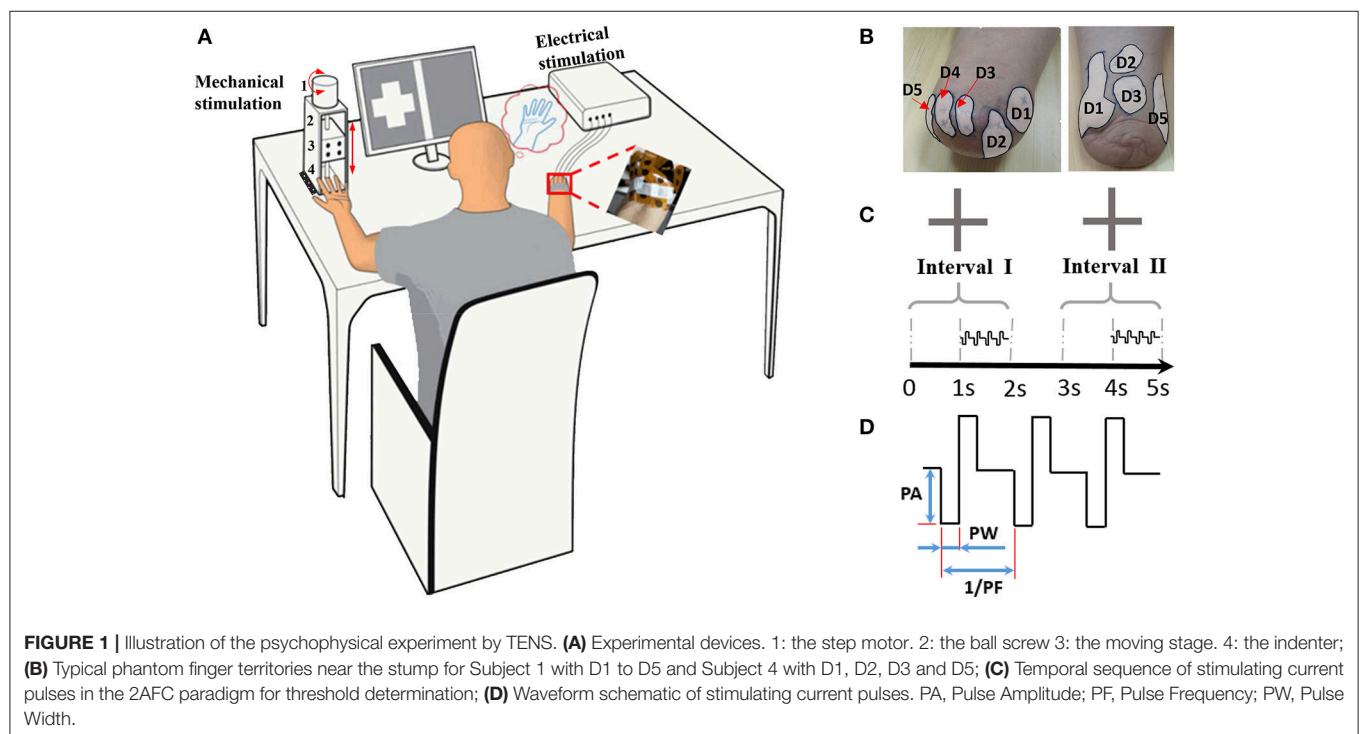 A
Mechanical
stimulation
1
2
3
4
Electrical
stimulation
B
D5
D4
D3
D1
D2
D2
D1
D3
D5
C
Interval I
Interval II
0 1s 2s 3s 4s 5s
D
PA
PW
1/PF
FIGURE 1 | Illustration of the psychophysical experiment by TENS. (A) Experimental devices. 1: the step motor. 2: the ball screw 3: the moving stage. 4: the indenter;
(B) Typical phantom finger territories near the stump for Subject 1 with D1 to D5 and Subject 4 with D1, D2, D3 and D5; (C) Temporal sequence of stimulating current
pulses in the 2AFC paradigm for threshold determination; (D) Waveform schematic of stimulating current pulses. PA, Pulse Amplitude; PF, Pulse Frequency; PW, Pulse
Width.